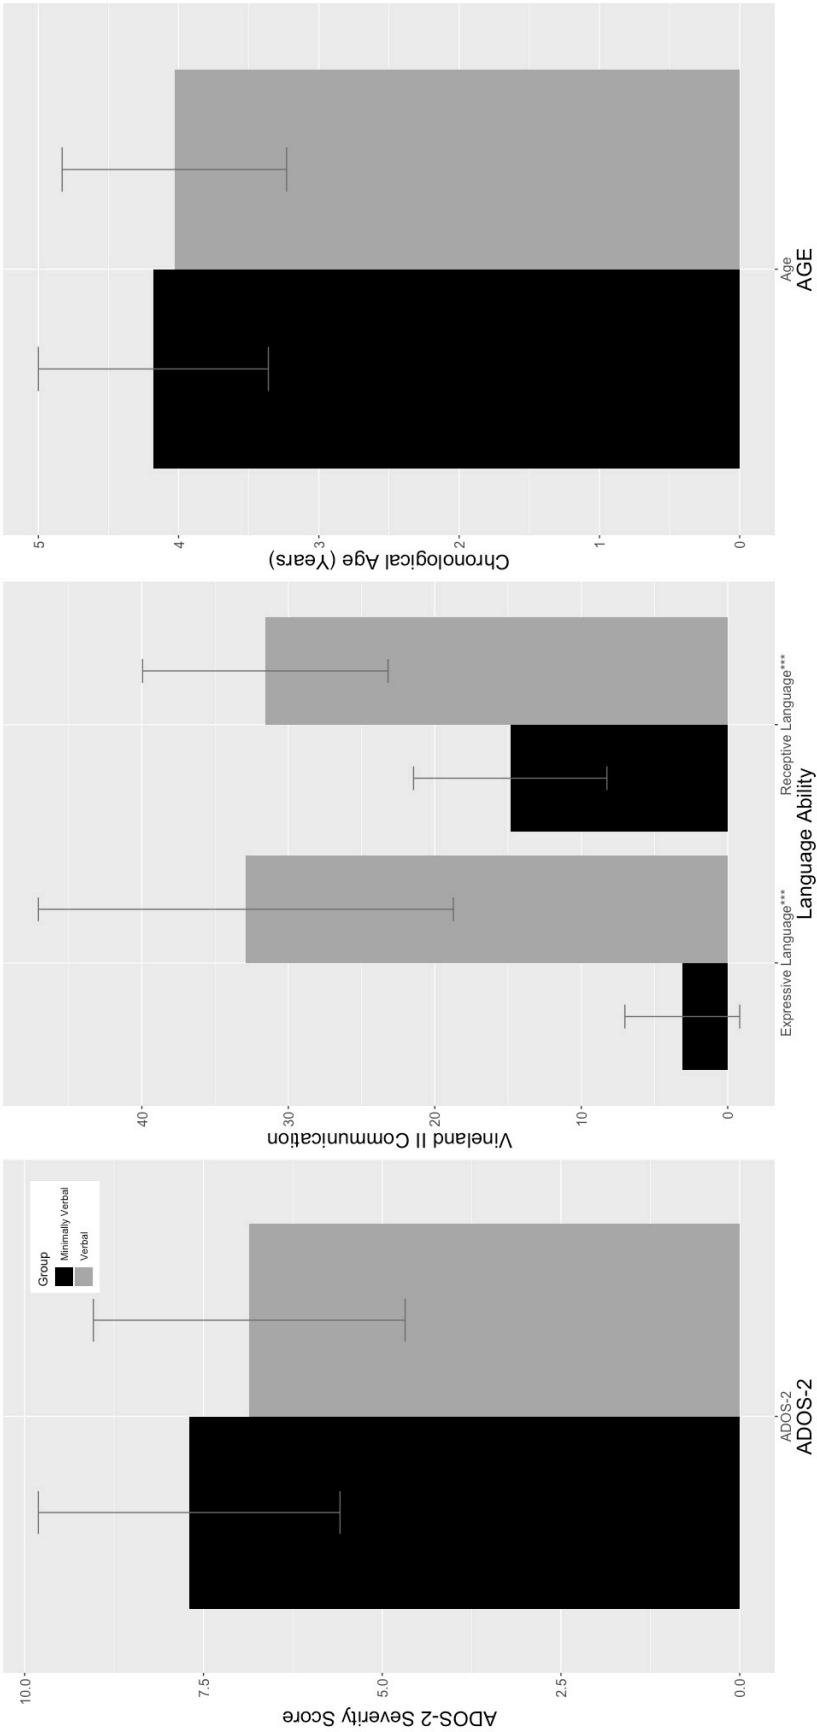 ADOS-2 Severity Score
10.0
7.5
5.0
2.5
0.0
Group
Minimally Verbal
Verbal
ADOS-2
ADOS-2
Vineland II Communication
40
30
20
10
0
Expressive Language***
Receptive Language***
Language Ability
Chronological Age (Years)
5
4
3
2
1
0
Age
AGE